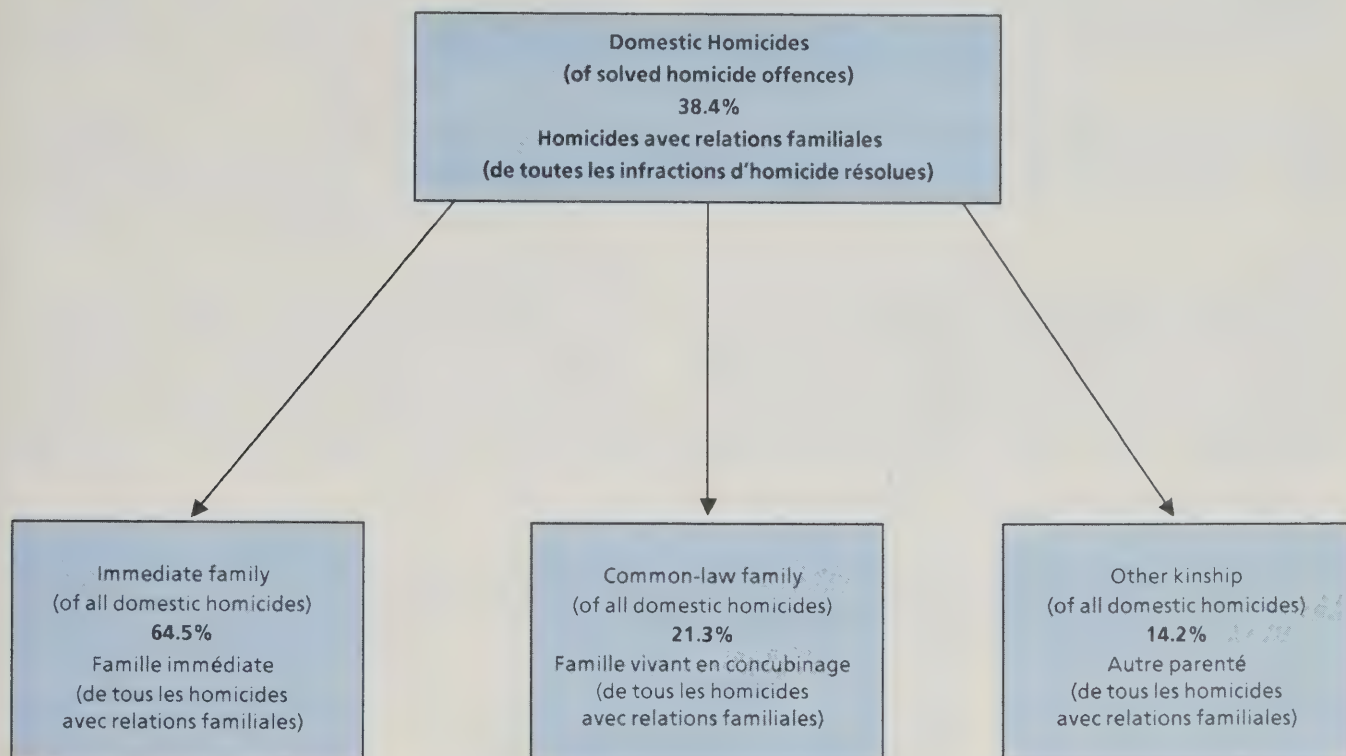 Domestic Homicides
(of solved homicide offences)
38.4%
Homicides avec relations familiales
(de toutes les infractions d'homicide résolues)
Immediate family
(of all domestic homicides)
64.5%
Famille immédiate
(de tous les homicides
avec relations familiales)
Common-law family
(of all domestic homicides)
21.3%
Famille vivant en concubinage
(de tous les homicides
avec relations familiales)
Other kinship
(of all domestic homicides)
14.2%
Autre parenté
(de tous les homicides
avec relations familiales)